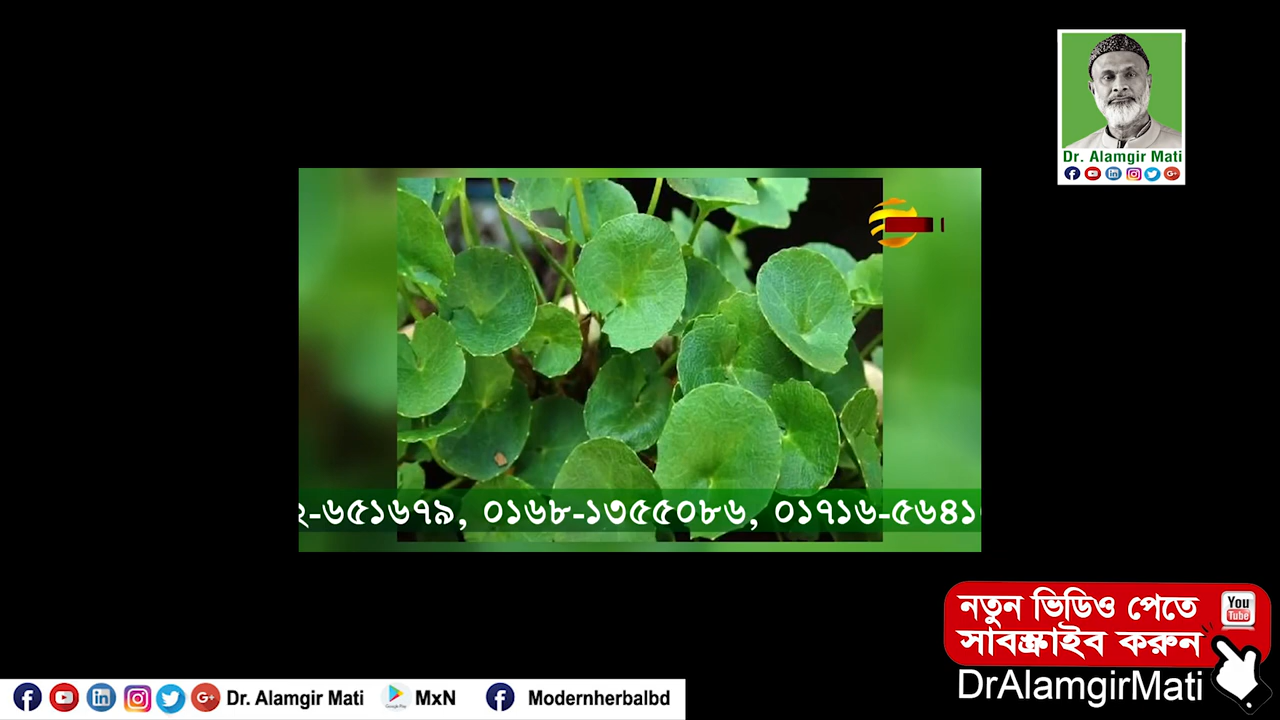 Dr. Alamgir Mati
২-৬৫১৬৭৯, ০১৬৮-১৩৫৫০৮৬, ০১৭১৬-৫৬৪১
নতুন ভিডিও পেতে
You
Tube
সাবস্ক্রাইব করুন
DrAlamgirMati
Dr. Alamgir Mati MxN Modernherbalbd